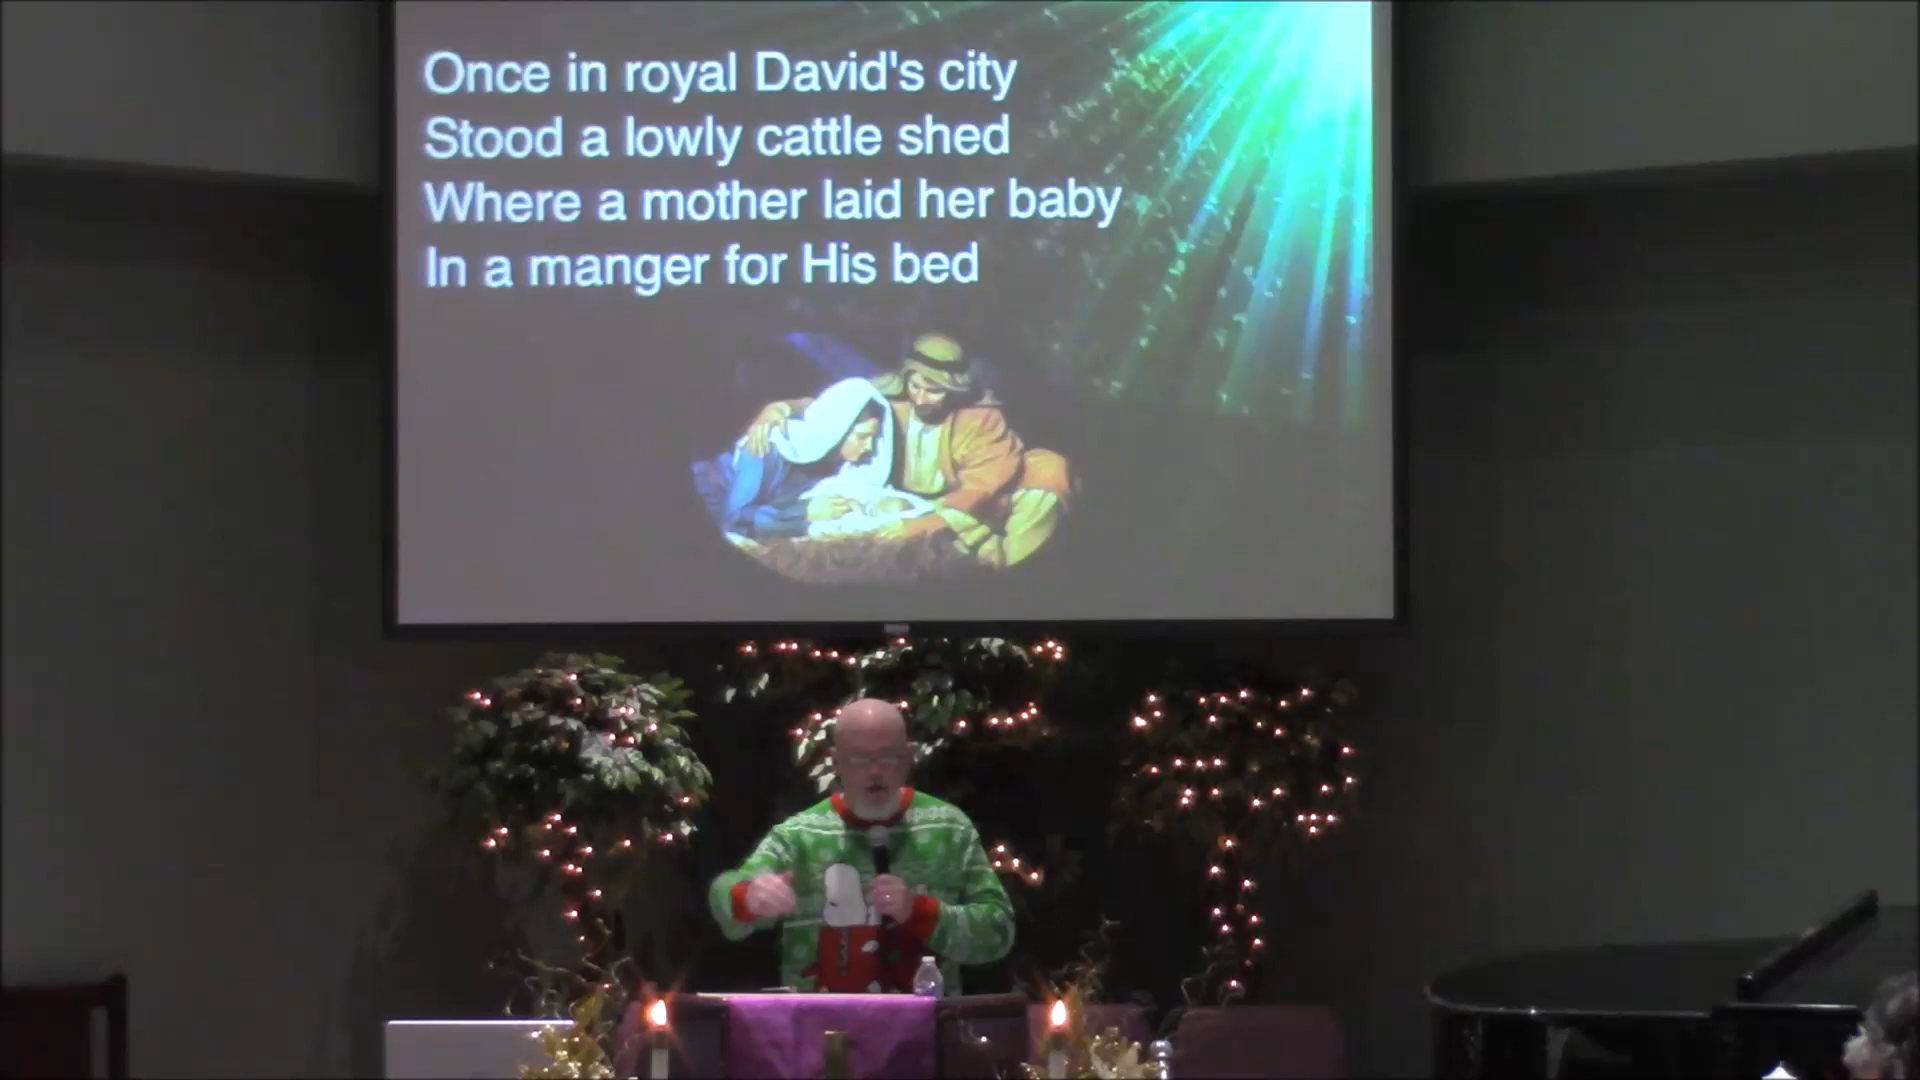 Once in royal David's city
Stood a lowly cattle shed
Where a mother laid her baby
In a manger for His bed